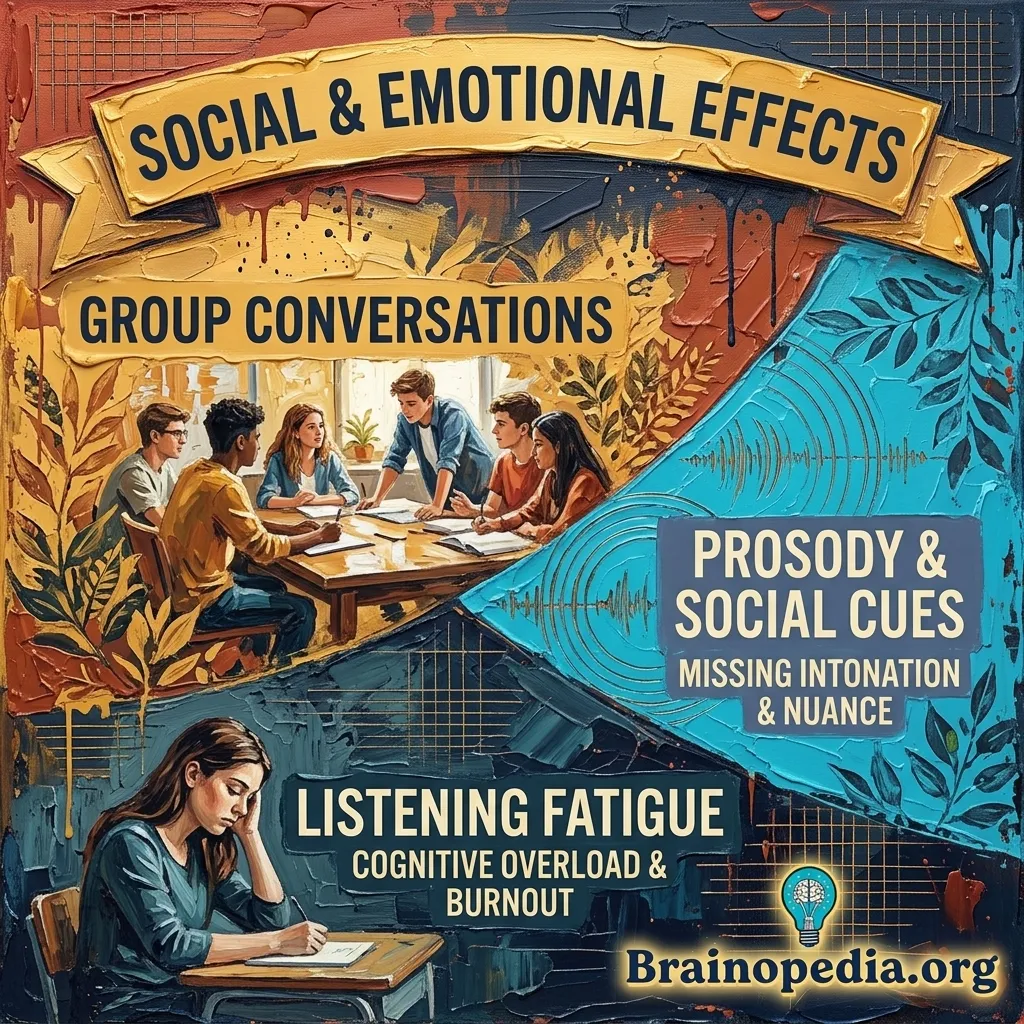 SOCIAL & EMOTIONAL EFFECTS
GROUP CONVERSATIONS
PROSODY &
SOCIAL CUES
MISSING INTONATION
& NUANCE
LISTENING FATIGUE
COGNITIVE OVERLOAD &
BURNOUT
Brainopedia.org